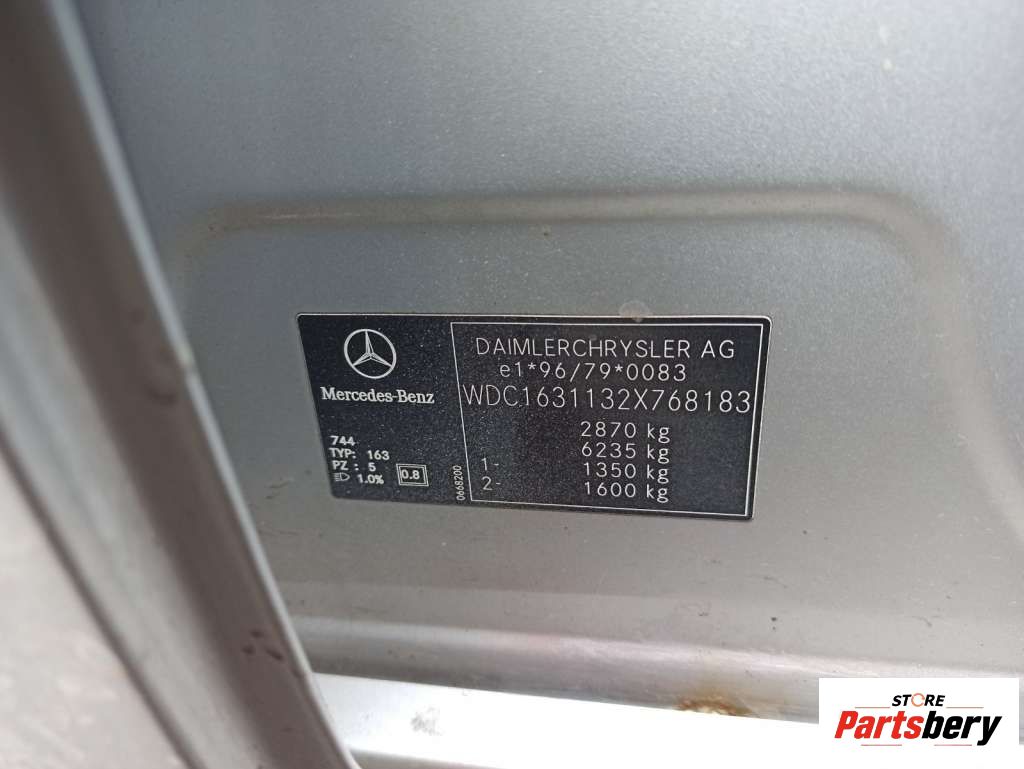 Mercedes-Benz
744
TYP: 163
PZ : 5
1.0%
0.8
0668200
DAIMLERCHRYSLER AG
e1*96/79*0083
WDC1631132X768183
2870 kg
6235 kg
1- 1350 kg
2- 1600 kg
STORE
Partsbery